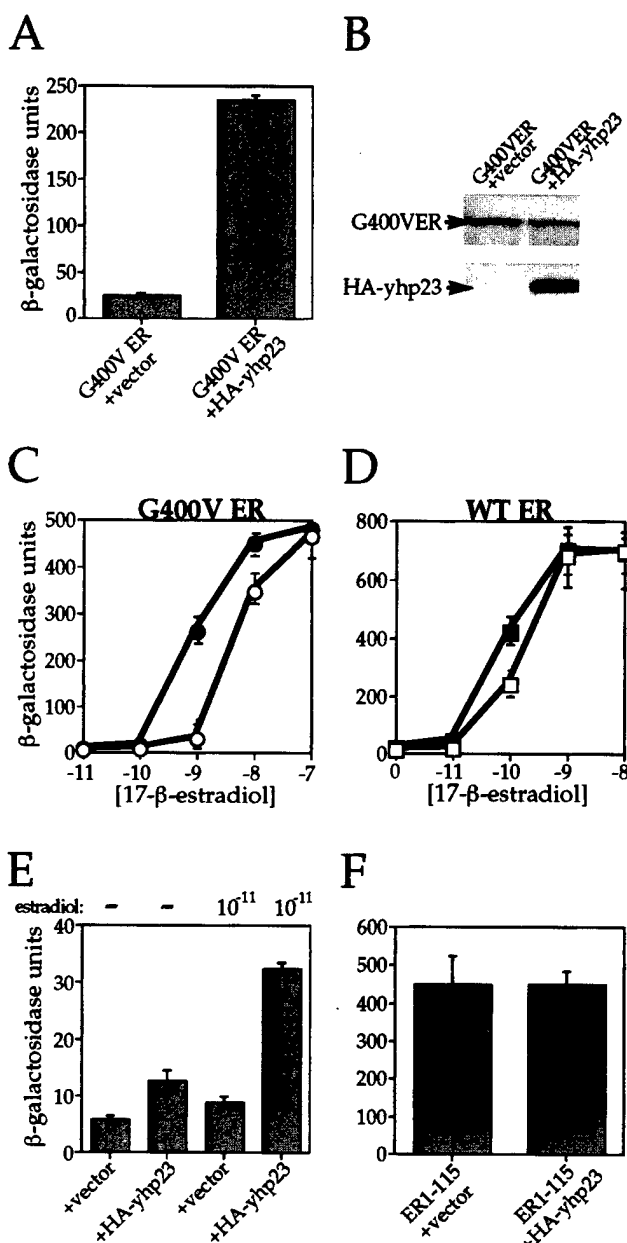 A
β-galactosidase units
250
200
150
100
50
0
G400V ER
+vector
G400V ER
+HA-yhp23
B
G400VER
+vector
G400VER
+HA-yhp23
G400VER
HA-yhp23
C
G400V ER
β-galactosidase units
500
400
300
200
100
0
-11
-10
-9
-8
-7
[17-β-estradiol]
D
WT ER
800
600
400
200
0
0
-11
-10
-9
-8
[17-β-estradiol]
E
estradiol: - - 10⁻¹¹ 10⁻¹¹
β-galactosidase units
40
30
20
10
0
+vector
+HA-yhp23
+vector
+HA-yhp23
F
600
500
400
300
200
100
0
ER1-115
+vector
ER1-115
+HA-yhp23